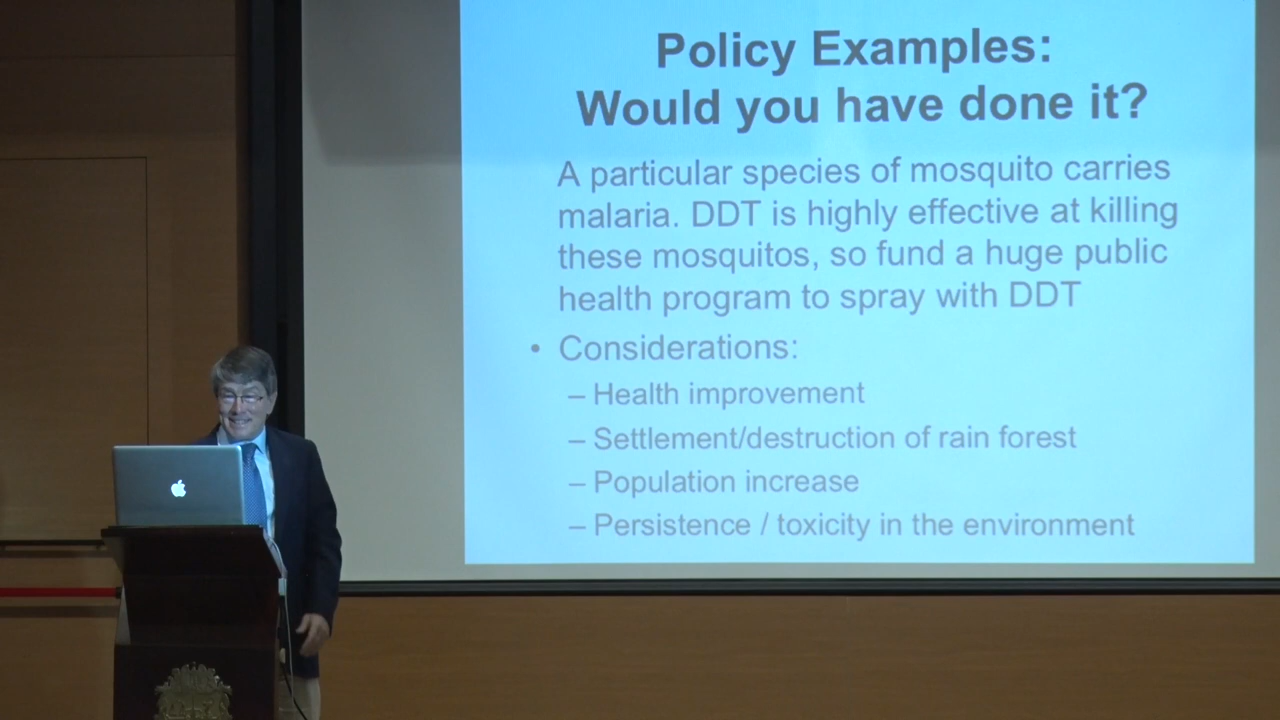 Policy Examples:
Would you have done it?
A particular species of mosquito carries
malaria. DDT is highly effective at killing
these mosquitos, so fund a huge public
health program to spray with DDT
• Considerations:
– Health improvement
– Settlement/destruction of rain forest
– Population increase
– Persistence / toxicity in the environment